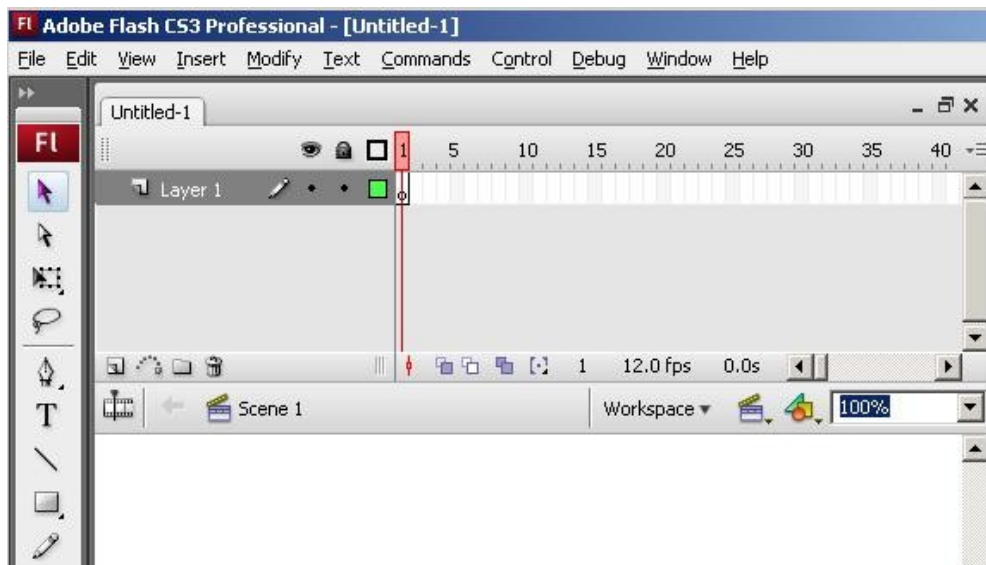 Fl Adobe Flash CS3 Professional - [Untitled-1]
File Edit View Insert Modify Text Commands Control Debug Window Help
Untitled-1
Fl
1 5 10 15 20 25 30 35 40
Layer 1
1 12.0 fps 0.0s
Scene 1 Workspace 100%
T